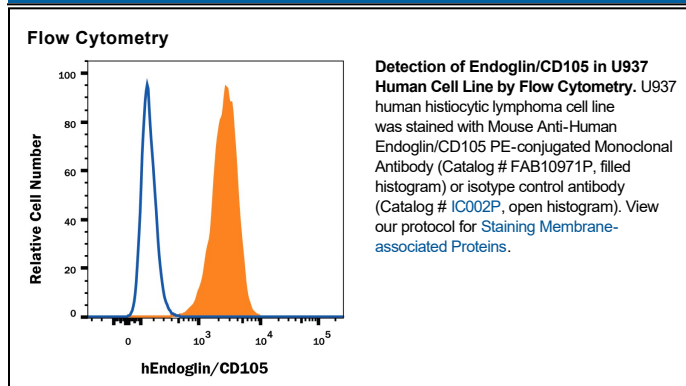 Flow Cytometry
100
80
60
40
20
0
Relative Cell Number
0
10^3
10^4
10^5
hEndoglin/CD105
Detection of Endoglin/CD105 in U937
Human Cell Line by Flow Cytometry. U937
human histiocytic lymphoma cell line
was stained with Mouse Anti-Human
Endoglin/CD105 PE-conjugated Monoclonal
Antibody (Catalog # FAB10971P, filled
histogram) or isotype control antibody
(Catalog # IC002P, open histogram). View
our protocol for Staining Membrane-
associated Proteins.